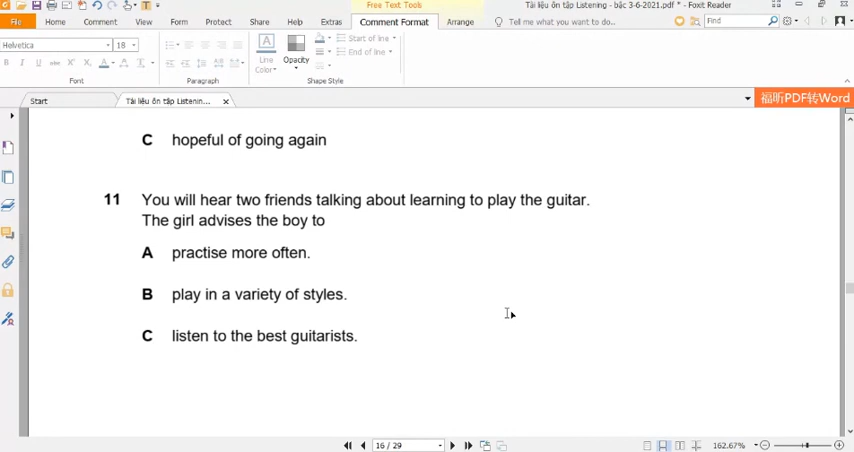 Free Text Tools
Tài liệu ôn tập Listening - bậc 3-6-2021.pdf * - Foxit Reader
File
Home
Comment
View
Form
Protect
Share
Help
Extras
Comment Format
Arrange
Tell me what you want to do...
Find
Helvetica
18
Line Color
Opacity
Start of line
End of line
Font
Paragraph
Shape Style
Start
Tài liệu ôn tập Listenin...
福昕PDF转Word
C hopeful of going again
11 You will hear two friends talking about learning to play the guitar.
The girl advises the boy to
A practise more often.
B play in a variety of styles.
C listen to the best guitarists.
16 / 29
162.67%